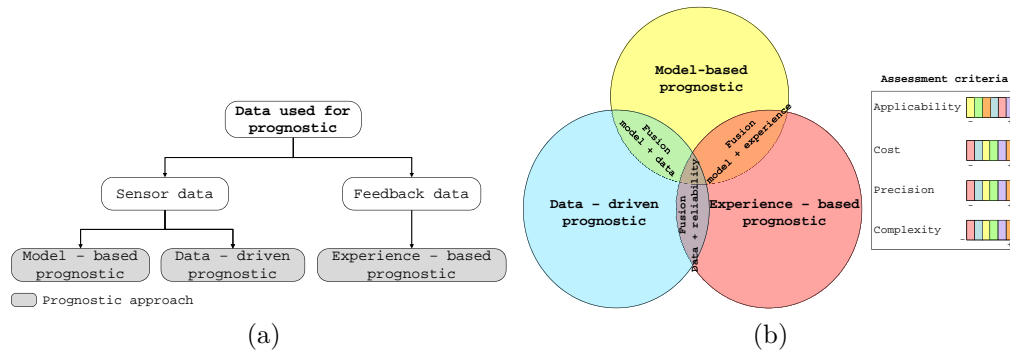 Data used for
prognostic
Sensor data
Feedback data
Model - based
prognostic
Data - driven
prognostic
Experience - based
prognostic
Prognostic approach
(a)
Model-based
prognostic
Fusion
model + data
Fusion
model + experience
Data - driven
prognostic
Fusion
Data + reliability
Experience - based
prognostic
Assessment criteria
Applicability
- +
Cost
- +
Precision
- +
Complexity
- +
(b)